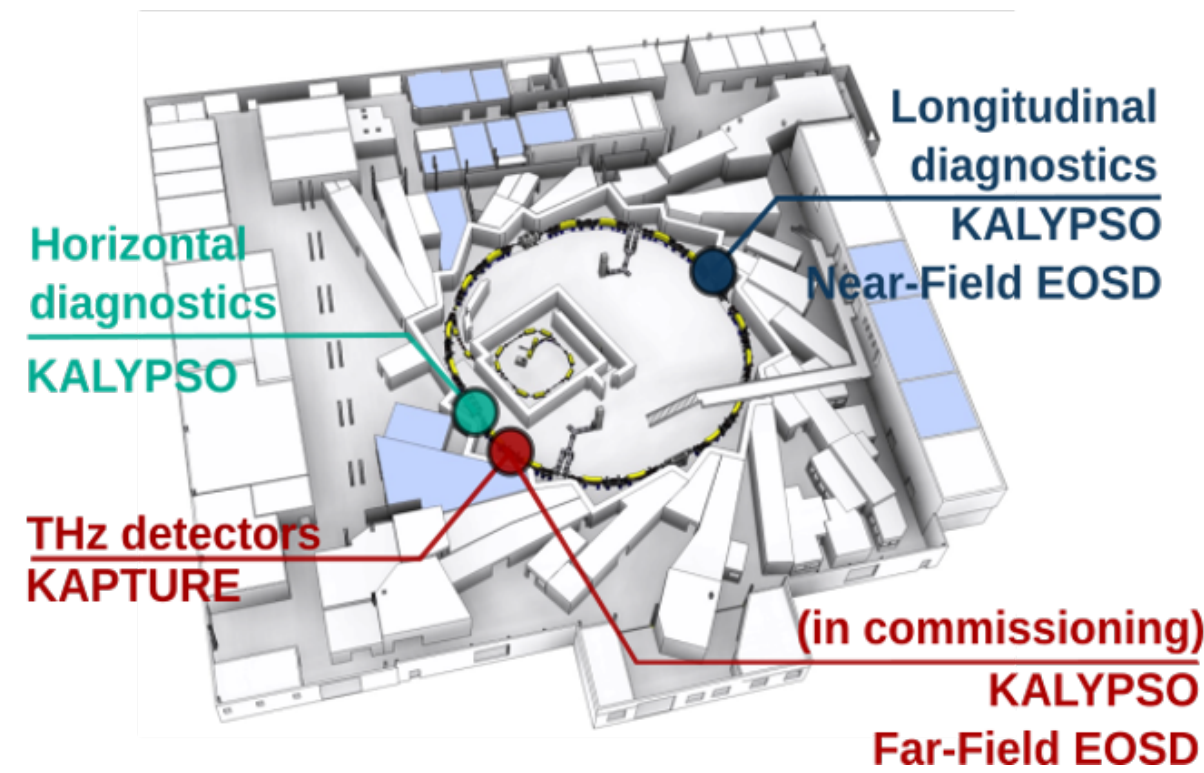 Longitudinal
diagnostics
KALYPSO
Near-Field EOSD
Horizontal
diagnostics
KALYPSO
THz detectors
KAPTURE
(in commissioning)
KALYPSO
Far-Field EOSD